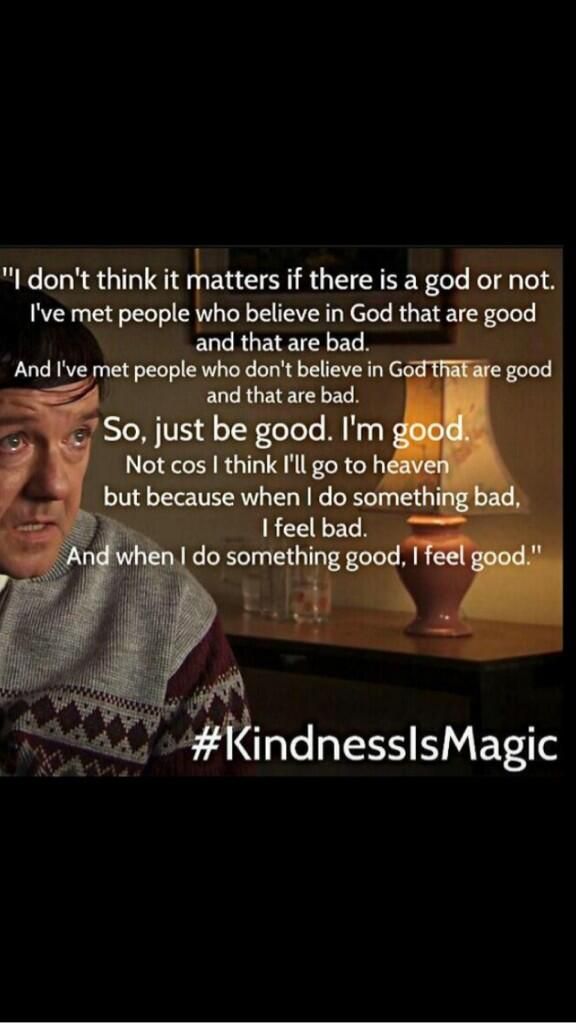 "I don't think it matters if there is a god or not.
I've met people who believe in God that are good
and that are bad.
And I've met people who don't believe in God that are good
and that are bad.
So, just be good. I'm good.
Not cos I think I'll go to heaven
but because when I do something bad,
I feel bad.
And when I do something good, I feel good."
#KindnessIsMagic